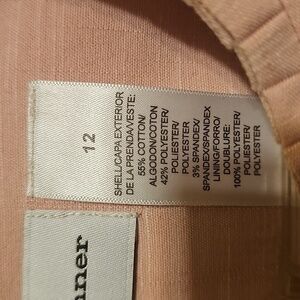 12
SHELL/CAPA EXTERIOR
DE LA PRENDA/VESTE:
55% COTTON/
ALGODON/COTON
42% POLYESTER/
POLIESTER/
POLYESTER
3% SPANDEX/
SPANDEX/SPANDEX
LINING/FORRO/
DOUBLURE:
100% POLYESTER/
POLIESTER/
POLYESTER
nner